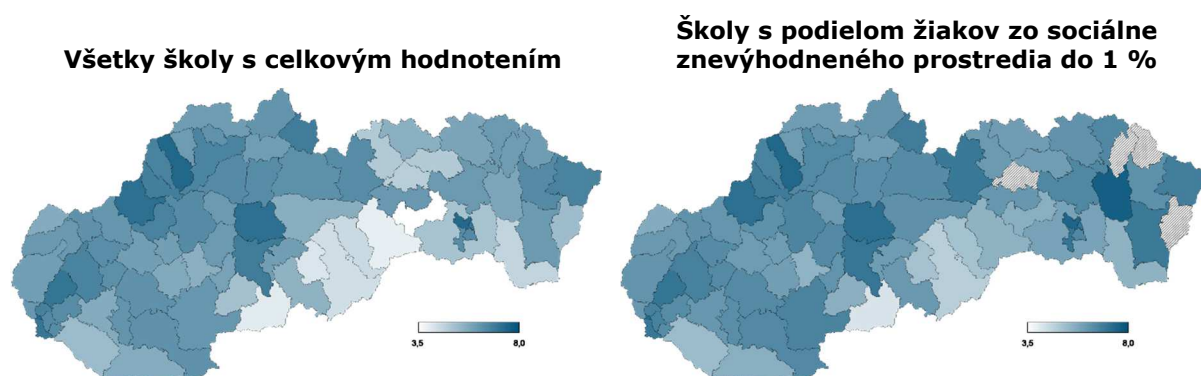 Všetky školy s celkovým hodnotením
Školy s podielom žiakov zo sociálne
znevýhodneného prostredia do 1 %
3,5
8,0
3,5
8,0